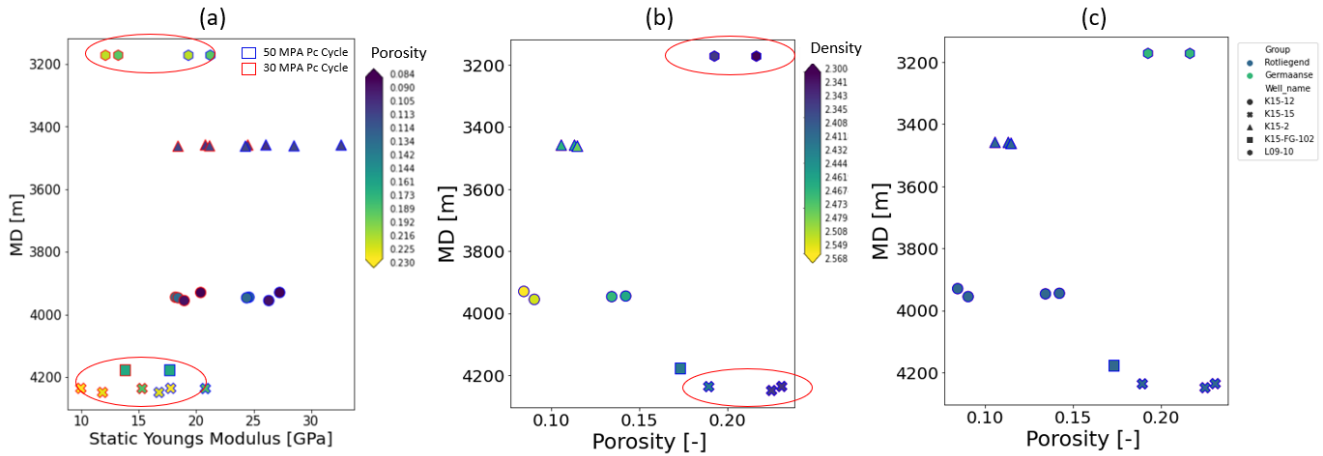 (a)
50 MPA Pc Cycle
30 MPA Pc Cycle
Porosity
0.084
0.090
0.105
0.113
0.114
0.134
0.142
0.161
0.173
0.189
0.192
0.216
0.225
0.230
MD [m]
3200
3400
3600
3800
4000
4200
10 15 20 25 30
Static Youngs Modulus [GPa]
(b)
Density
2.300
2.341
2.343
2.345
2.408
2.411
2.432
2.444
2.461
2.467
2.479
2.508
2.549
2.568
MD [m]
3200
3400
3600
3800
4000
4200
0.10 0.15 0.20
Porosity [-]
(c)
MD [m]
3200
3400
3600
3800
4000
4200
0.10 0.15 0.20
Porosity [-]
Group
Rotliegend
Germaanse
Well_name
K15-12
K15-15
K15-2
K15-FG-102
L09-10